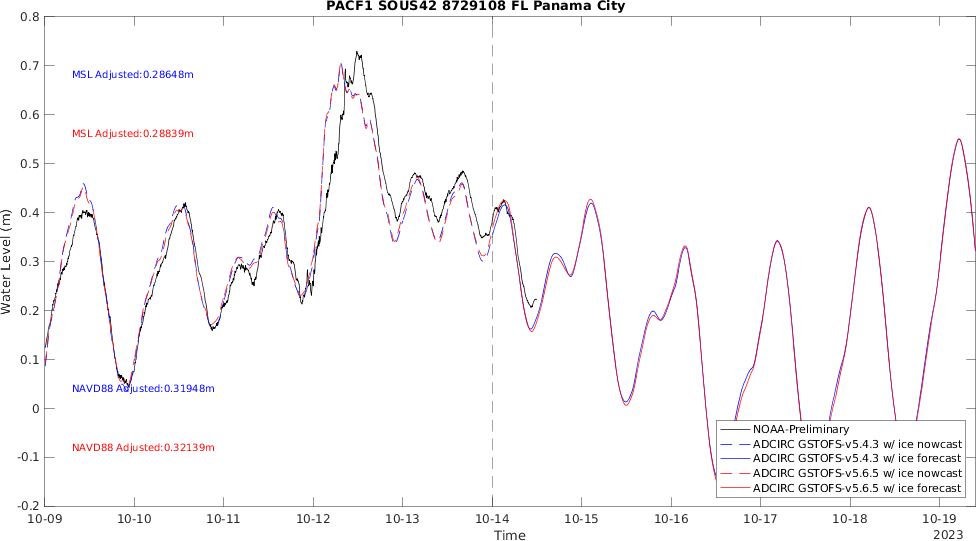 PACF1 SOUS42 8729108 FL Panama City
0.8
0.7
0.6
0.5
0.4
0.3
0.2
0.1
0
-0.1
-0.2
Water Level (m)
MSL Adjusted:0.28648m
MSL Adjusted:0.28839m
NAVD88 Adjusted:0.31948m
NAVD88 Adjusted:0.32139m
NOAA-Preliminary
ADCIRC GSTOFS-v5.4.3 w/ ice nowcast
ADCIRC GSTOFS-v5.4.3 w/ ice forecast
ADCIRC GSTOFS-v5.6.5 w/ ice nowcast
ADCIRC GSTOFS-v5.6.5 w/ ice forecast
10-09 10-10 10-11 10-12 10-13 10-14 10-15 10-16 10-17 10-18 10-19
Time
2023